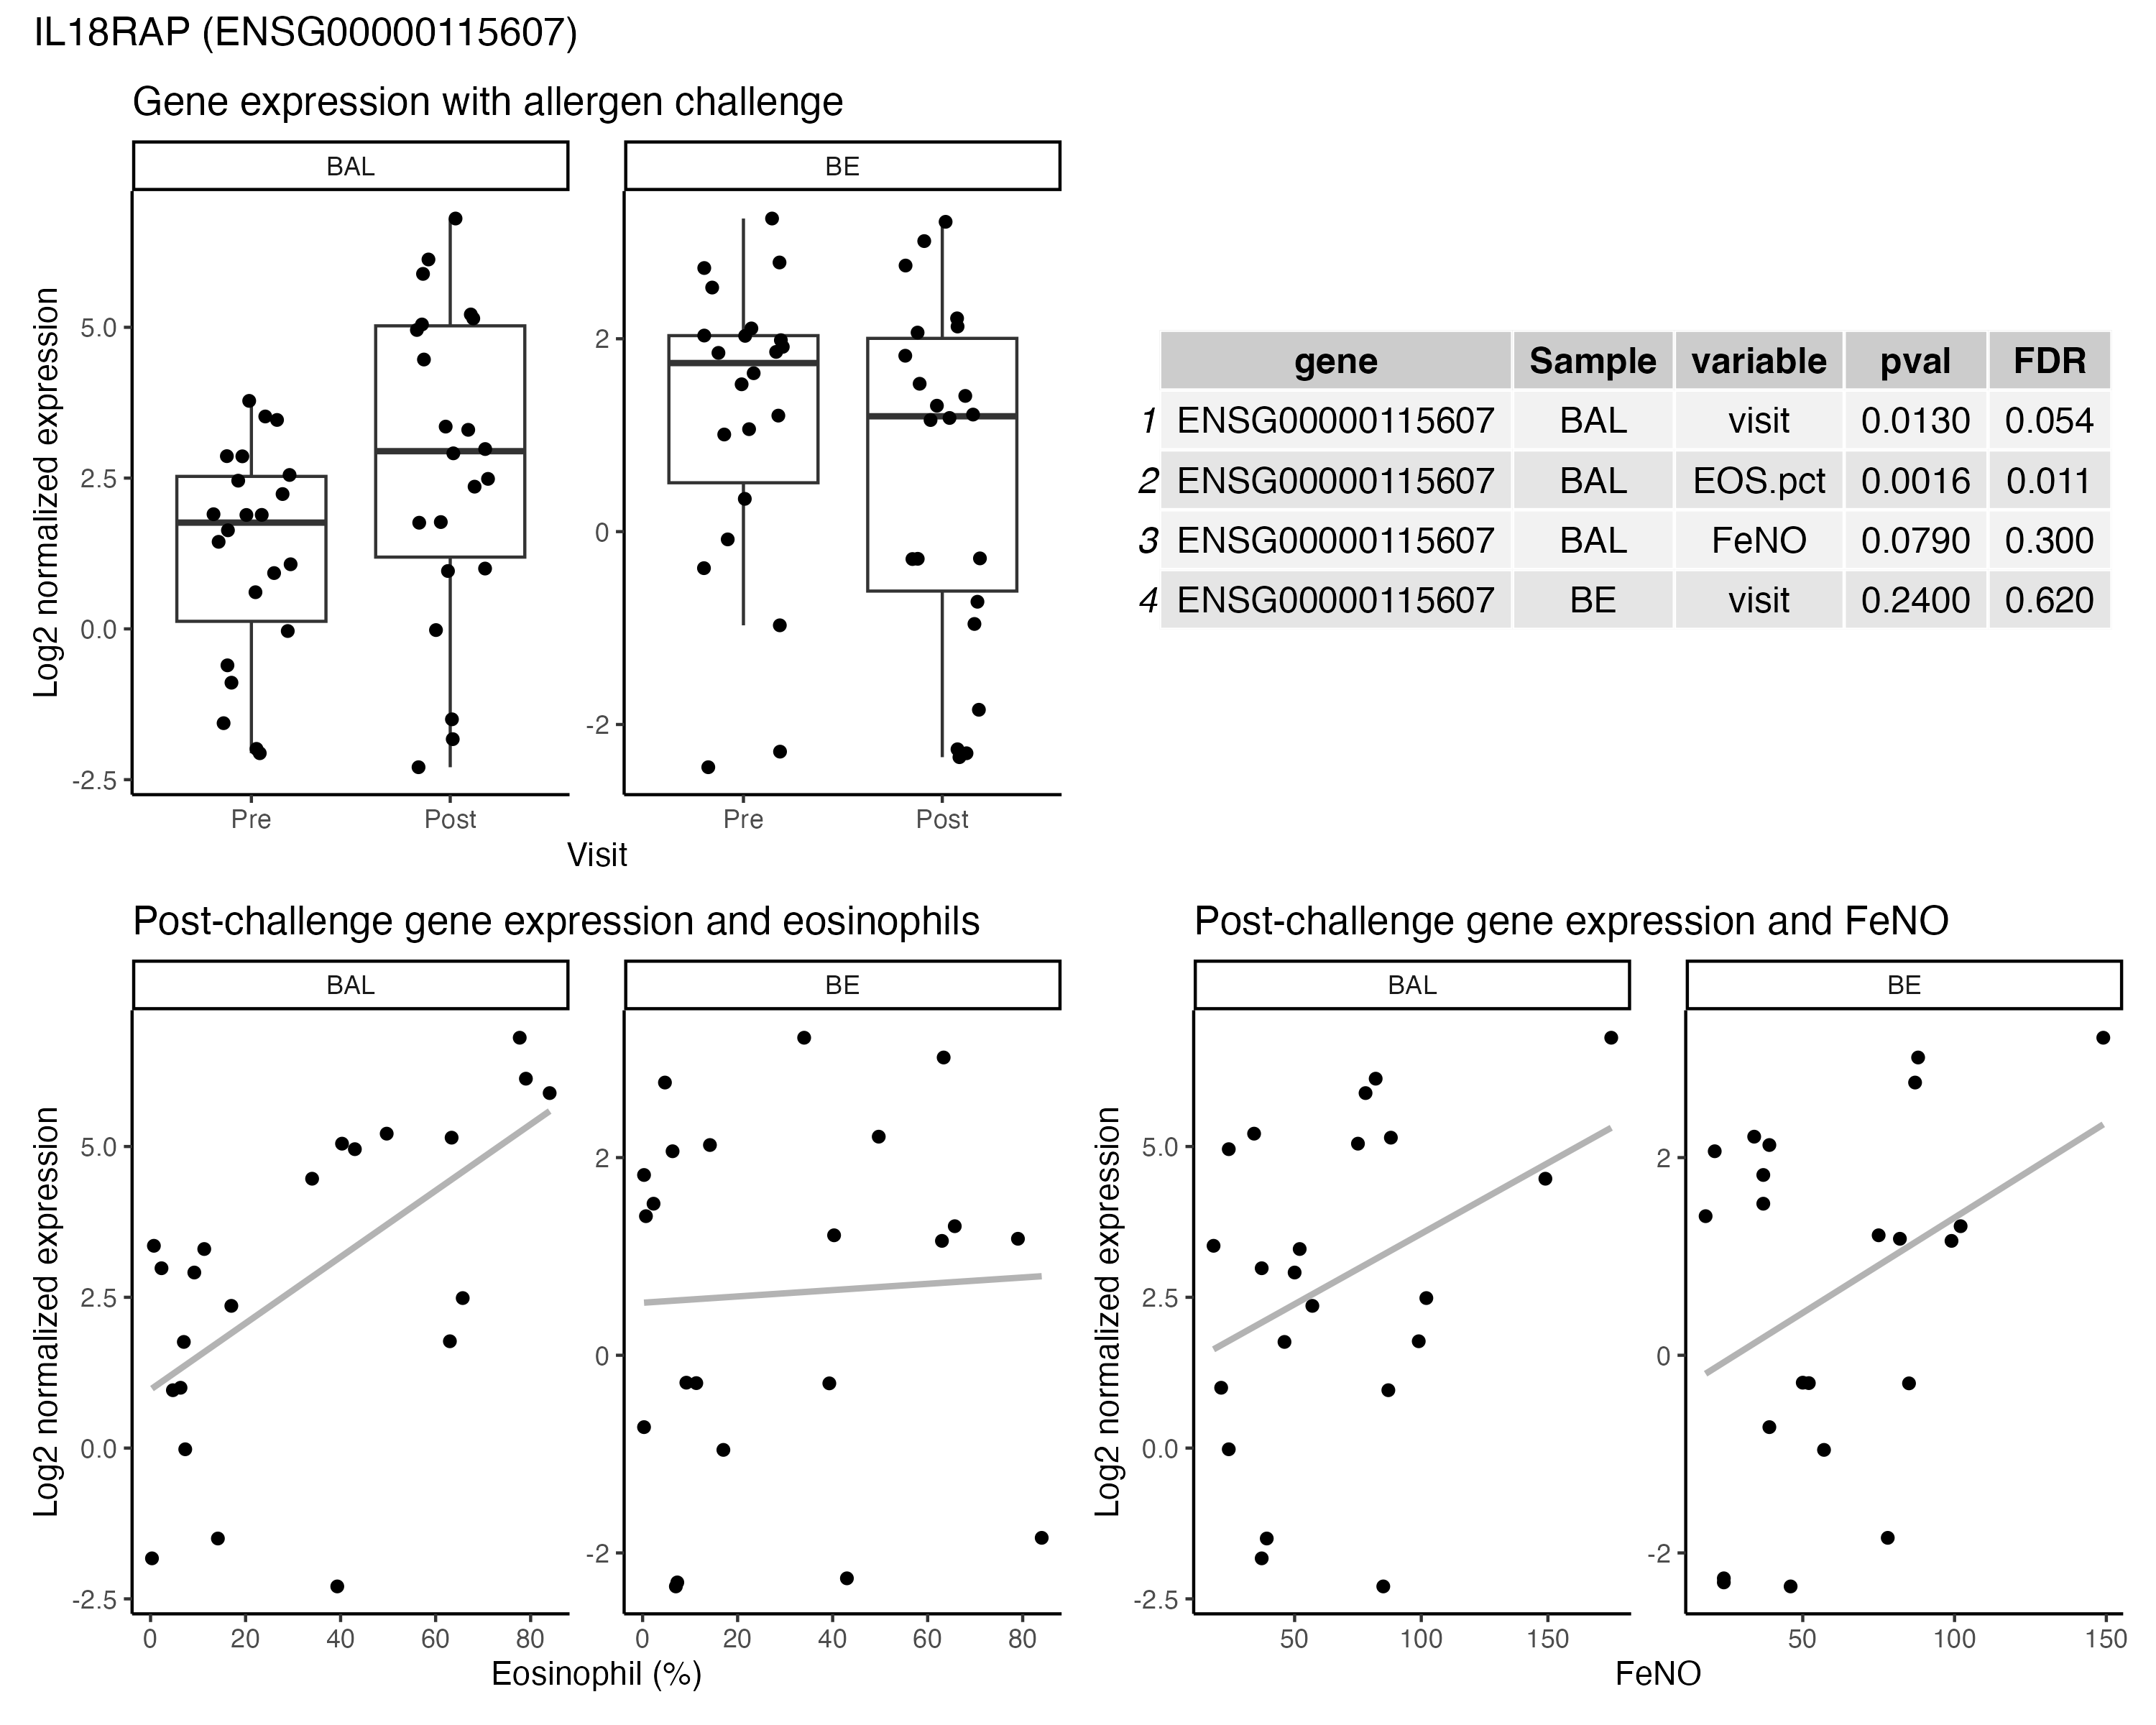 IL18RAP (ENSG00000115607)
Gene expression with allergen challenge
BAL BE
Log2 normalized expression
5.0
2.5
0.0
-2.5
2
0
-2
Pre Post Pre Post
Visit
gene Sample variable pval FDR
1 ENSG00000115607 BAL visit 0.0130 0.054
2 ENSG00000115607 BAL EOS.pct 0.0016 0.011
3 ENSG00000115607 BAL FeNO 0.0790 0.300
4 ENSG00000115607 BE visit 0.2400 0.620
Post-challenge gene expression and eosinophils
BAL BE
Log2 normalized expression
5.0
2.5
0.0
-2.5
2
0
-2
0 20 40 60 80 0 20 40 60 80
Eosinophil (%)
Post-challenge gene expression and FeNO
BAL BE
Log2 normalized expression
5.0
2.5
0.0
-2.5
2
0
-2
50 100 150 50 100 150
FeNO